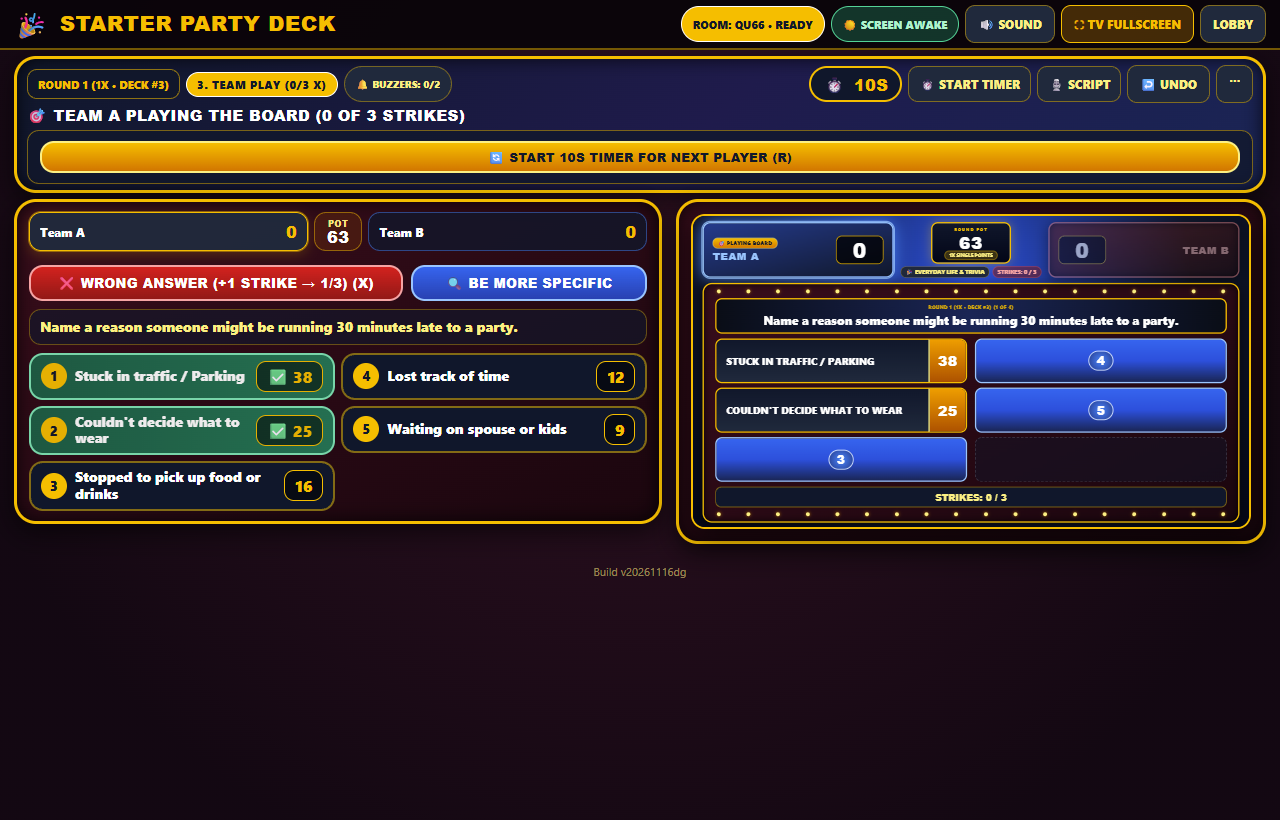 STARTER PARTY DECK
ROOM: QU66 • READY
SCREEN AWAKE
SOUND
TV FULLSCREEN
LOBBY
ROUND 1 (1X • DECK #3)
3. TEAM PLAY (0/3 X)
BUZZERS: 0/2
10S
START TIMER
SCRIPT
UNDO
...
TEAM A PLAYING THE BOARD (0 OF 3 STRIKES)
START 10S TIMER FOR NEXT PLAYER (R)
Team A 0
POT
63
Team B 0
WRONG ANSWER (+1 STRIKE → 1/3) (X)
BE MORE SPECIFIC
Name a reason someone might be running 30 minutes late to a party.
1 Stuck in traffic / Parking 38
4 Lost track of time 12
2 Couldn't decide what to
wear 25
5 Waiting on spouse or kids 9
3 Stopped to pick up food or
drinks 16
PLAYING BOARD
TEAM A
0
ROUND POT
63
1X SINGLE POINTS
0
TEAM B
EVERYDAY LIFE & TRIVIA
STRIKES: 0 / 3
ROUND 1 (1X • DECK #3) (1 OF 4)
Name a reason someone might be running 30 minutes late to a party.
STUCK IN TRAFFIC / PARKING 38
4
COULDN'T DECIDE WHAT TO WEAR 25
5
3
STRIKES: 0 / 3
Build v20261116dg